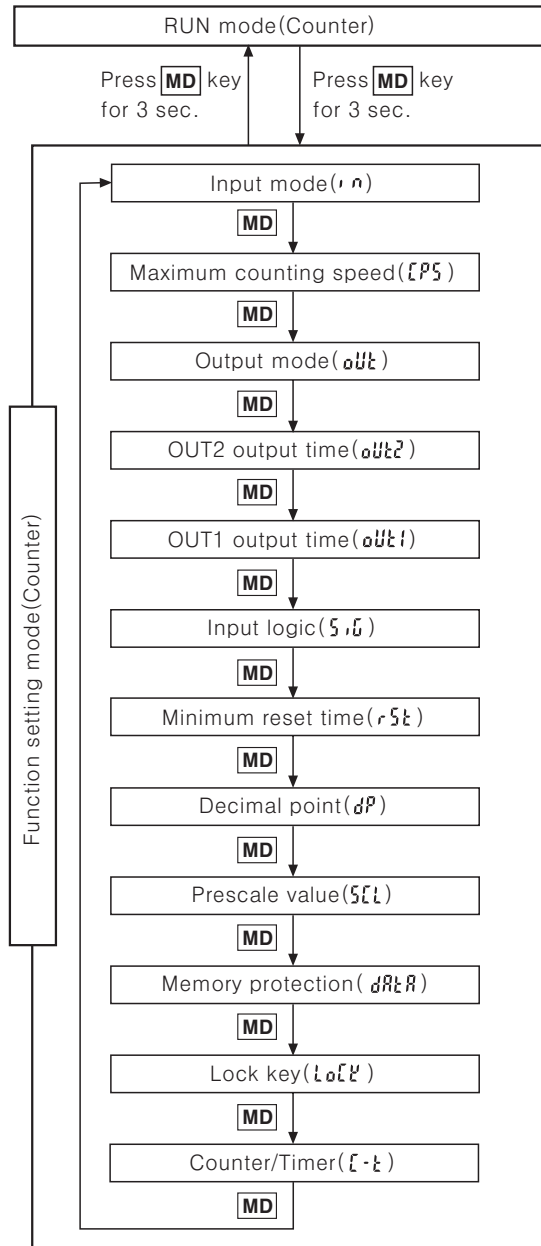 RUN mode(Counter)
Press MD key for 3 sec.
Press MD key for 3 sec.
Function setting mode(Counter)
Input mode(in)
MD
Maximum counting speed(CPS)
MD
Output mode(oUt)
MD
OUT2 output time(oUt2)
MD
OUT1 output time(oUt1)
MD
Input logic(SiG)
MD
Minimum reset time(rSt)
MD
Decimal point(dP)
MD
Prescale value(SCL)
MD
Memory protection( dAtA)
MD
Lock key(LoCK )
MD
Counter/Timer(C-t)
MD